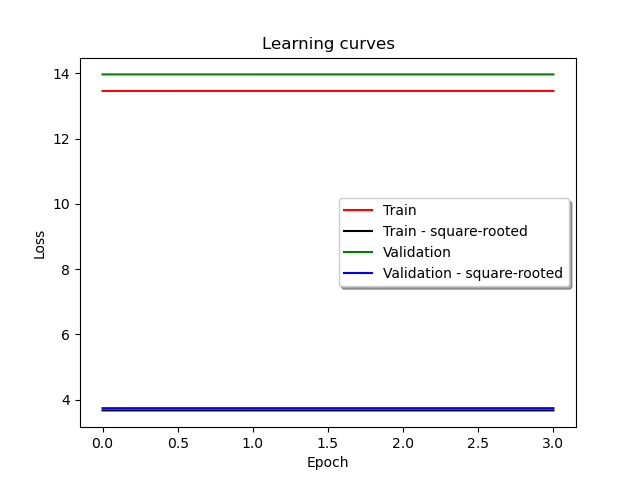 Learning curves
14
12
10
8
6
4
Loss
Train
Train - square-rooted
Validation
Validation - square-rooted
0.0 0.5 1.0 1.5 2.0 2.5 3.0
Epoch